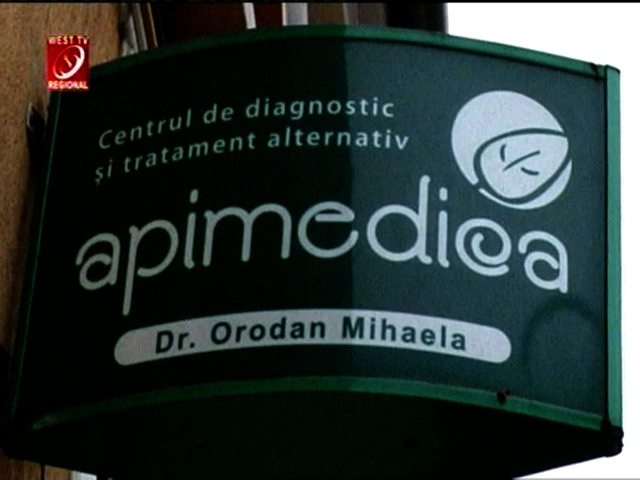 WEST TV
REGIONAL
Centrul de diagnostic
și tratament alternativ
apimedica
Dr. Orodan Mihaela